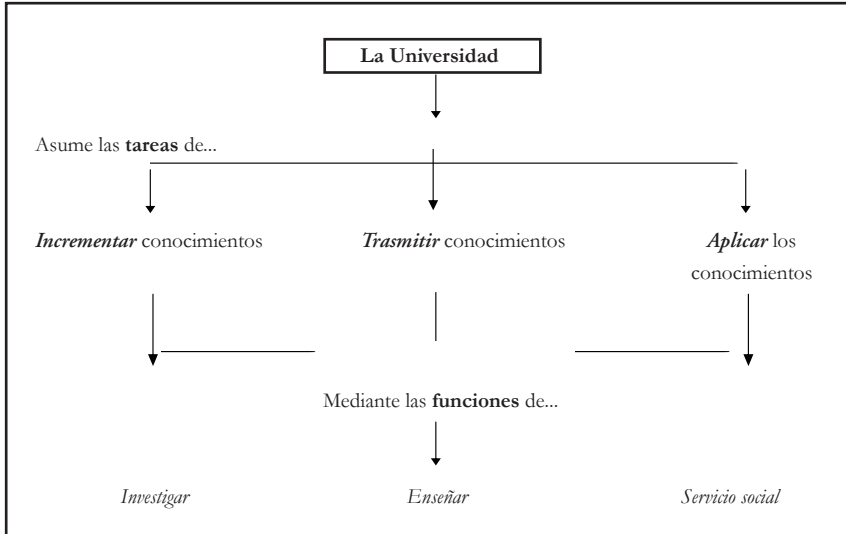 La Universidad
Asume las tareas de...
Incrementar conocimientos
Trasmitir conocimientos
Aplicar los
conocimientos
Mediante las funciones de...
Investigar
Enseñar
Servicio social